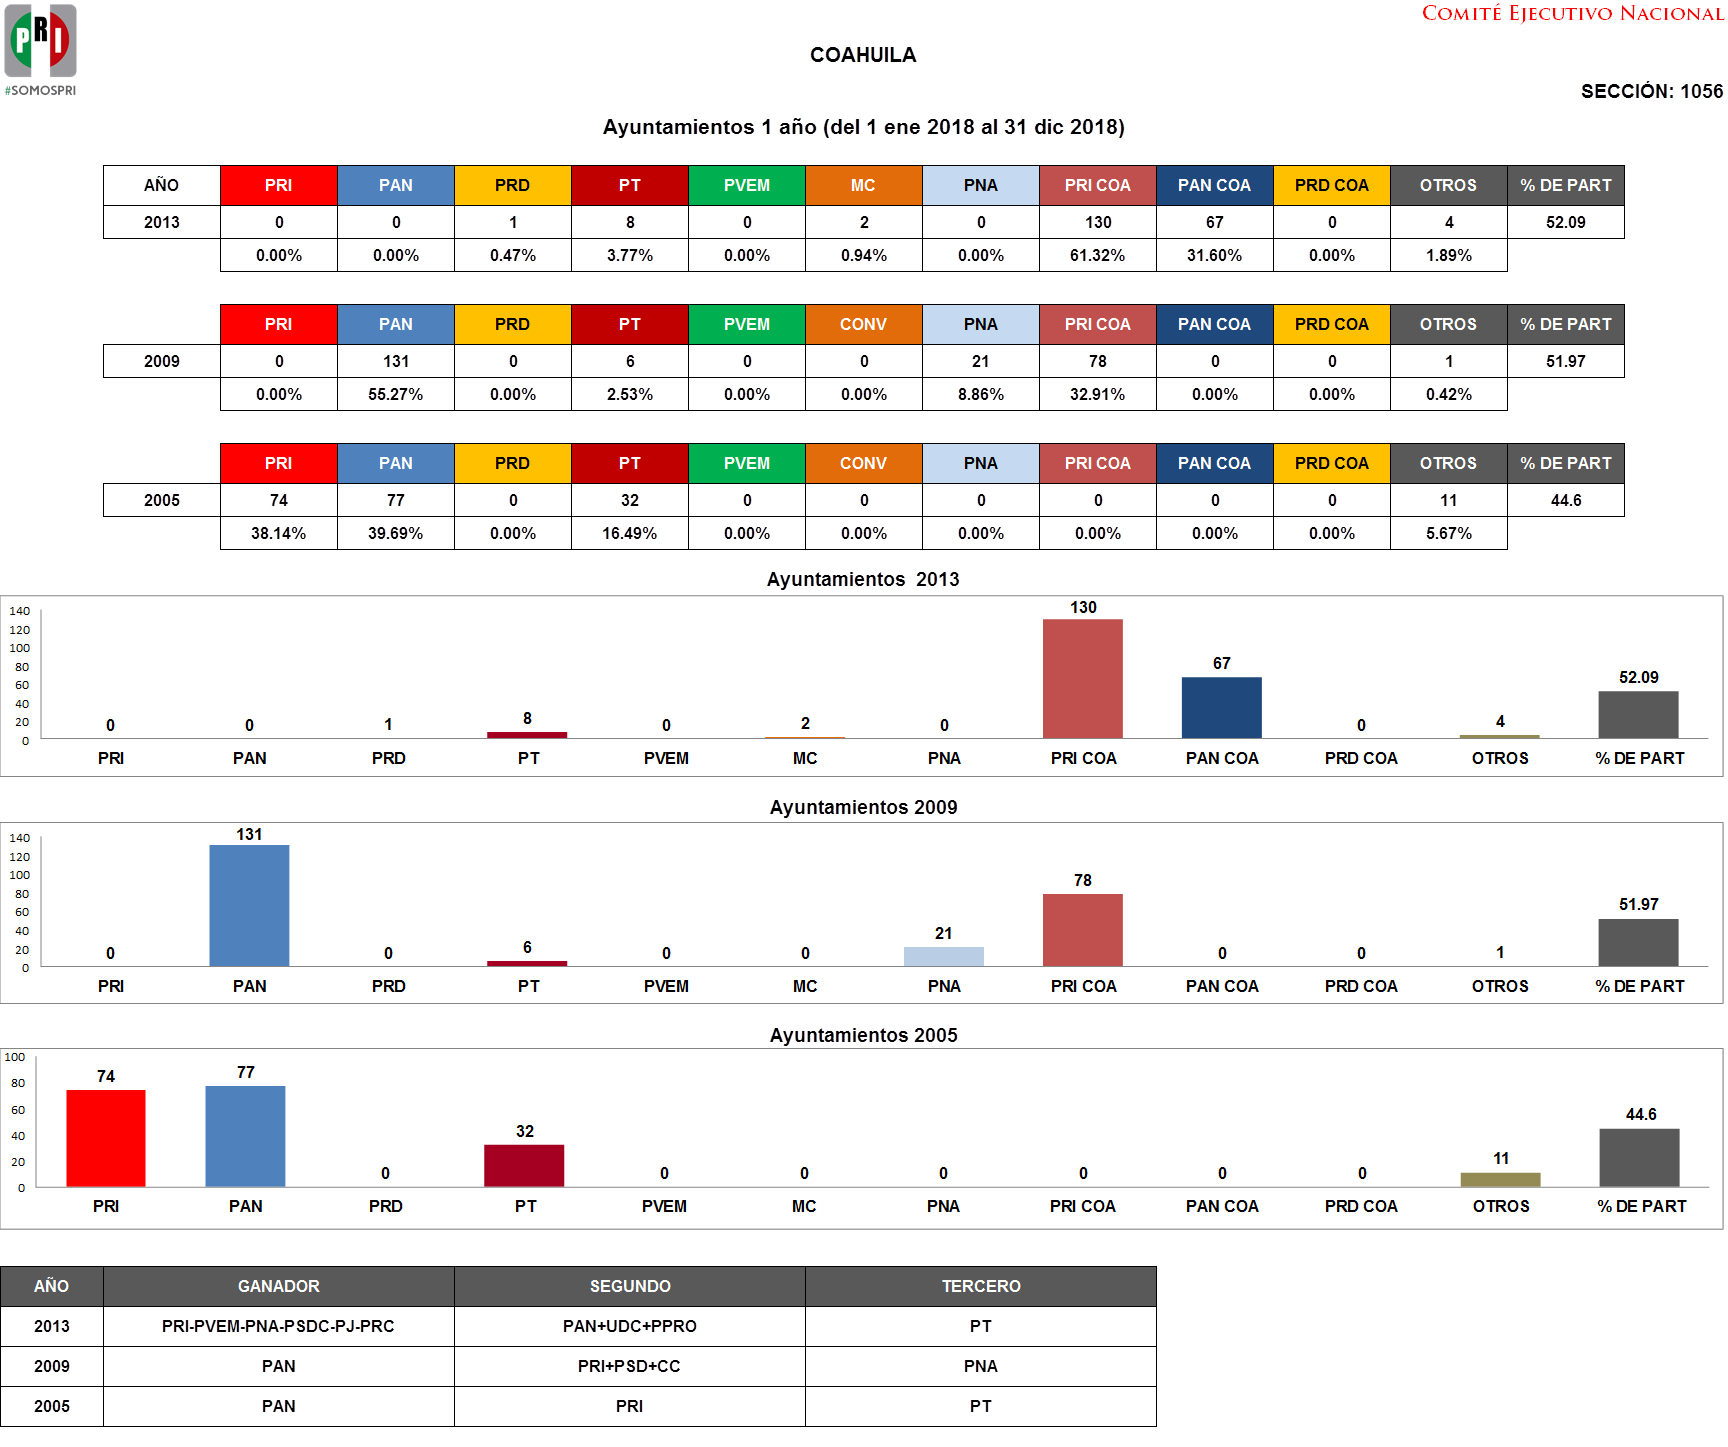 COMITÉ EJECUTIVO NACIONAL
PRI
#SOMOSPRI
COAHUILA
SECCIÓN: 1056
Ayuntamientos 1 año (del 1 ene 2018 al 31 dic 2018)
AÑO PRI PAN PRD PT PVEM MC PNA PRI COA PAN COA PRD COA OTROS % DE PART
2013 0 0 1 8 0 2 0 130 67 0 4 52.09
0.00% 0.00% 0.47% 3.77% 0.00% 0.94% 0.00% 61.32% 31.60% 0.00% 1.89%
PRI PAN PRD PT PVEM CONV PNA PRI COA PAN COA PRD COA OTROS % DE PART
2009 0 131 0 6 0 0 21 78 0 0 1 51.97
0.00% 55.27% 0.00% 2.53% 0.00% 0.00% 8.86% 32.91% 0.00% 0.00% 0.42%
PRI PAN PRD PT PVEM CONV PNA PRI COA PAN COA PRD COA OTROS % DE PART
2005 74 77 0 32 0 0 0 0 0 0 11 44.6
38.14% 39.69% 0.00% 16.49% 0.00% 0.00% 0.00% 0.00% 0.00% 0.00% 5.67%
Ayuntamientos 2013
140
120
100
80
60
40
20
0
0 0 1 8 0 2 0 130 67 0 4 52.09
PRI PAN PRD PT PVEM MC PNA PRI COA PAN COA PRD COA OTROS % DE PART
Ayuntamientos 2009
140
120
100
80
60
40
20
0
0 131 0 6 0 0 21 78 0 0 1 51.97
PRI PAN PRD PT PVEM MC PNA PRI COA PAN COA PRD COA OTROS % DE PART
Ayuntamientos 2005
100
80
60
40
20
0
74 77 0 32 0 0 0 0 0 0 11 44.6
PRI PAN PRD PT PVEM MC PNA PRI COA PAN COA PRD COA OTROS % DE PART
AÑO GANADOR SEGUNDO TERCERO
2013 PRI-PVEM-PNA-PSDC-PJ-PRC PAN+UDC+PPRO PT
2009 PAN PRI+PSD+CC PNA
2005 PAN PRI PT